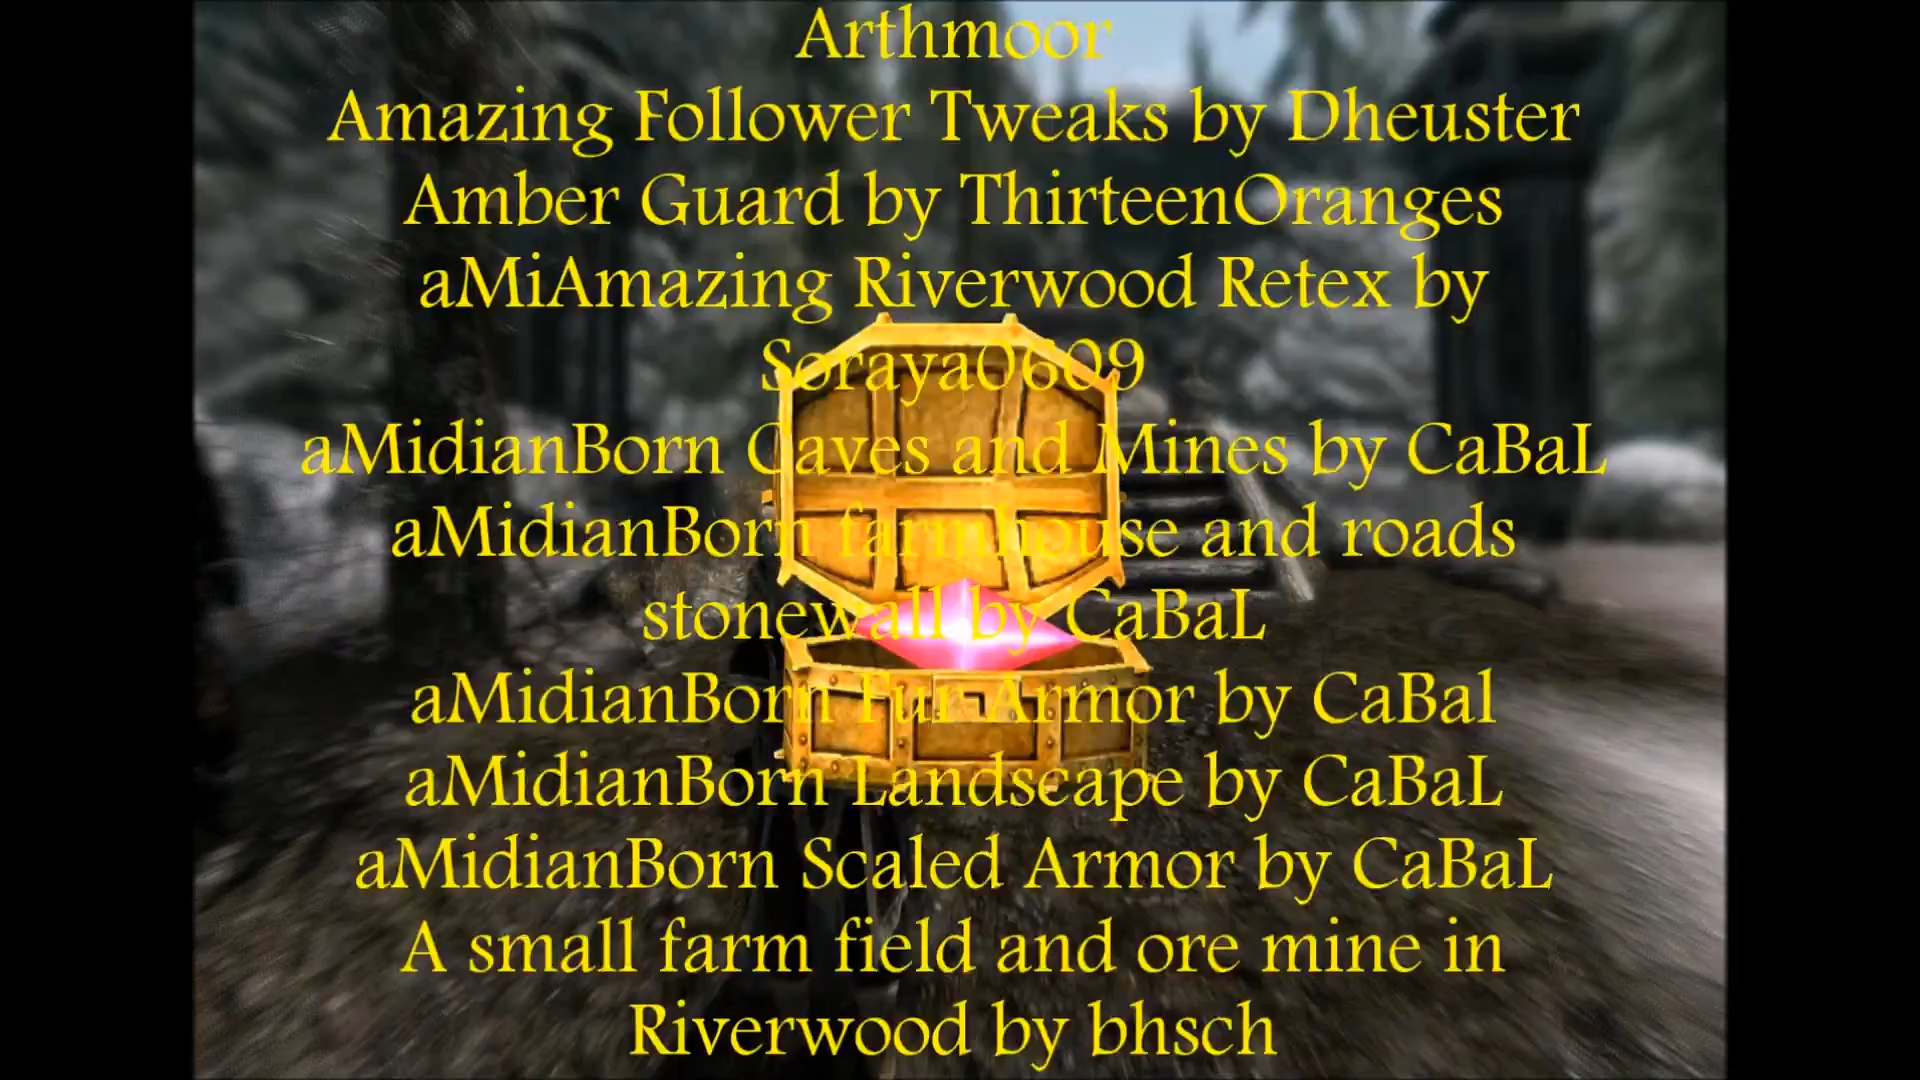 Arthmoor
Amazing Follower Tweaks by Dheuster
Amber Guard by ThirteenOranges
aMiAmazing Riverwood Retex by
Soraya0609
aMidianBorn Caves and Mines by CaBaL
aMidianBorn farmhouse and roads
stonewall by CaBaL
aMidianBorn Fur Armor by CaBal
aMidianBorn Landscape by CaBaL
aMidianBorn Scaled Armor by CaBaL
A small farm field and ore mine in
Riverwood by bhsch